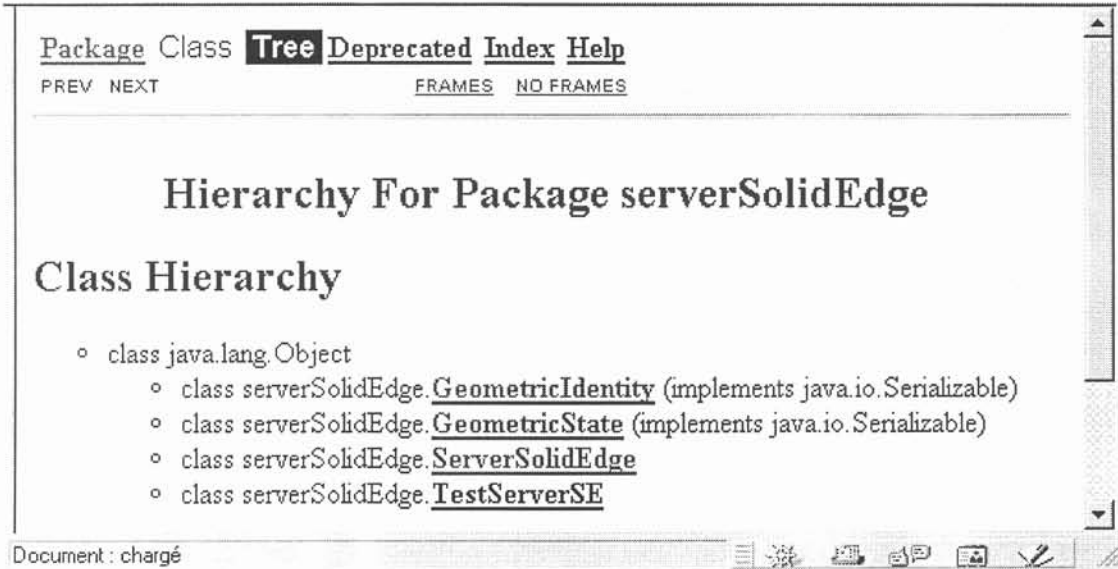 Package Class Tree Deprecated Index Help
PREV NEXT FRAMES NO FRAMES
Hierarchy For Package serverSolidEdge
Class Hierarchy
class java.lang.Object
class serverSolidEdge.GeometricIdentity (implements java.io.Serializable)
class serverSolidEdge.GeometricState (implements java.io.Serializable)
class serverSolidEdge.ServerSolidEdge
class serverSolidEdge.TestServerSE
Document : chargé